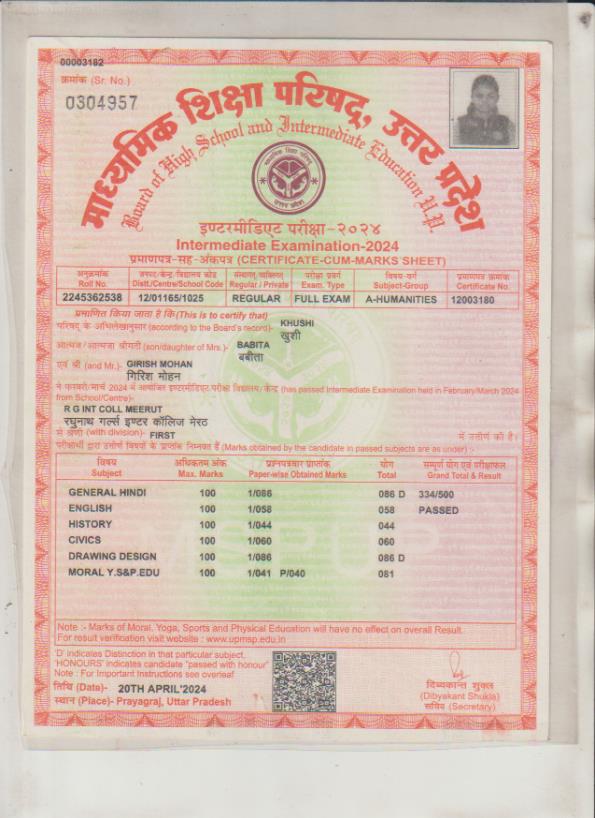 00003182
क्रमांक (Sr. No.)
0304957
माध्यमिक शिक्षा परिषद्, उत्तर प्रदेश
Board of High School and Intermediate Education U.P.
इण्टरमीडिएट परीक्षा-२०२४
Intermediate Examination-2024
प्रमाणपत्र-सह-अंकपत्र (CERTIFICATE-CUM-MARKS SHEET)
अनुक्रमांक जनपद/केन्द्र/विद्यालय कोड संस्थागत/व्यक्तिगत परीक्षा प्रवर्ग विषय-वर्ग प्रमाणपत्र क्रमांक
Roll No. Distt./Centre/School Code Regular / Private Exam. Type Subject-Group Certificate No.
2245362538 12/01165/1025 REGULAR FULL EXAM A-HUMANITIES 12003180
प्रमाणित किया जाता है कि (This is to certify that)
परिषद् के अभिलेखानुसार (according to the Board's record)- KHUSHI
खुशी
आत्मज/आत्मजा श्रीमती (son/daughter of Mrs.)- BABITA
बबीता
एवं श्री (and Mr.)- GIRISH MOHAN
गिरिश मोहन
ने फरवरी/मार्च 2024 में आयोजित इण्टरमीडिएट परीक्षा विद्यालय/केन्द्र (has passed Intermediate Examination held in February/March 2024
from School/Centre)-
R G INT COLL MEERUT
रघुनाथ गर्ल्स इण्टर कॉलिज मेरठ
से श्रेणी (with division)- FIRST में उत्तीर्ण की है।
परीक्षार्थी द्वारा उत्तीर्ण विषयों के प्राप्तांक निम्नवत हैं (Marks obtained by the candidate in passed subjects are as under) :-
विषय अधिकतम अंक प्रश्नपत्रवार प्राप्तांक योग सम्पूर्ण योग एवं परीक्षाफल
Subject Max. Marks Paper-wise Obtained Marks Total Grand Total & Result
GENERAL HINDI 100 1/086 086 D 334/500
ENGLISH 100 1/058 058 PASSED
HISTORY 100 1/044 044
CIVICS 100 1/060 060
DRAWING DESIGN 100 1/086 086 D
MORAL Y.S&P.EDU 100 1/041 P/040 081
Note :- Marks of Moral, Yoga, Sports and Physical Education will have no effect on overall Result.
For result verification visit website : www.upmsp.edu.in
'D' indicates Distinction in that particular subject.
'HONOURS' indicates candidate "passed with honour"
Note : For Important Instructions see overleaf
तिथि (Date)- 20TH APRIL'2024
स्थान (Place)- Prayagraj, Uttar Pradesh
दिव्यकान्त शुक्ल
(Dibyakant Shukla)
सचिव (Secretary)